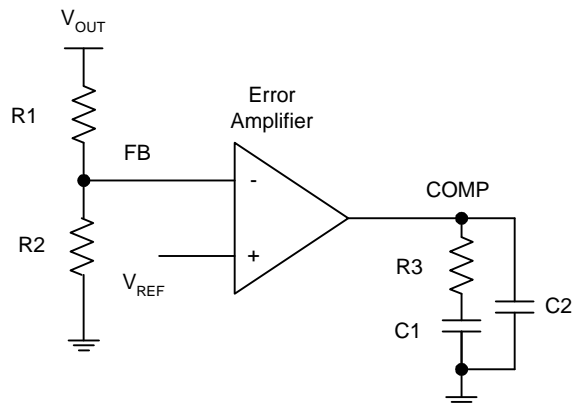 V_OUT
R1
Error
Amplifier
FB
-
COMP
R2
+
R3
V_REF
C2
C1